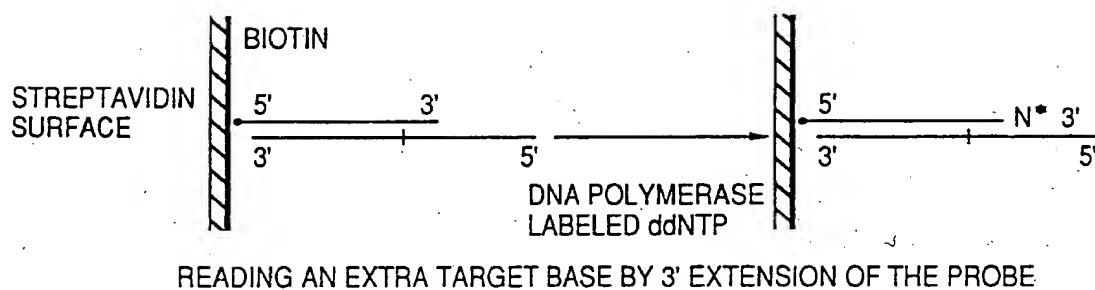 BIOTIN
STREPTAVIDIN
SURFACE
5' 3'
3' 5'
DNA POLYMERASE
LABELED ddNTP
5' N* 3'
3' 5'
READING AN EXTRA TARGET BASE BY 3' EXTENSION OF THE PROBE